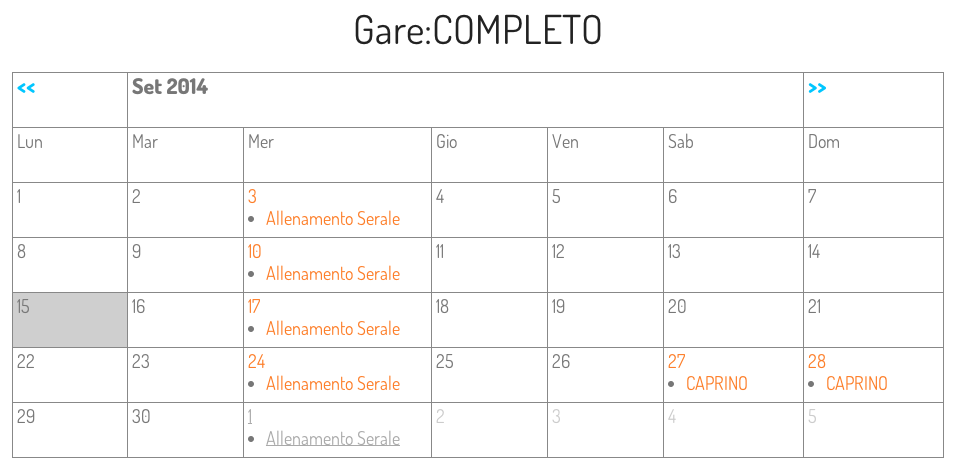 Gare:COMPLETO
<< Set 2014 >>
Lun Mar Mer Gio Ven Sab Dom
1 2 3 4 5 6 7
Allenamento Serale
8 9 10 11 12 13 14
Allenamento Serale
15 16 17 18 19 20 21
Allenamento Serale
22 23 24 25 26 27 28
Allenamento Serale CAPRINO CAPRINO
29 30 1 2 3 4 5
Allenamento Serale